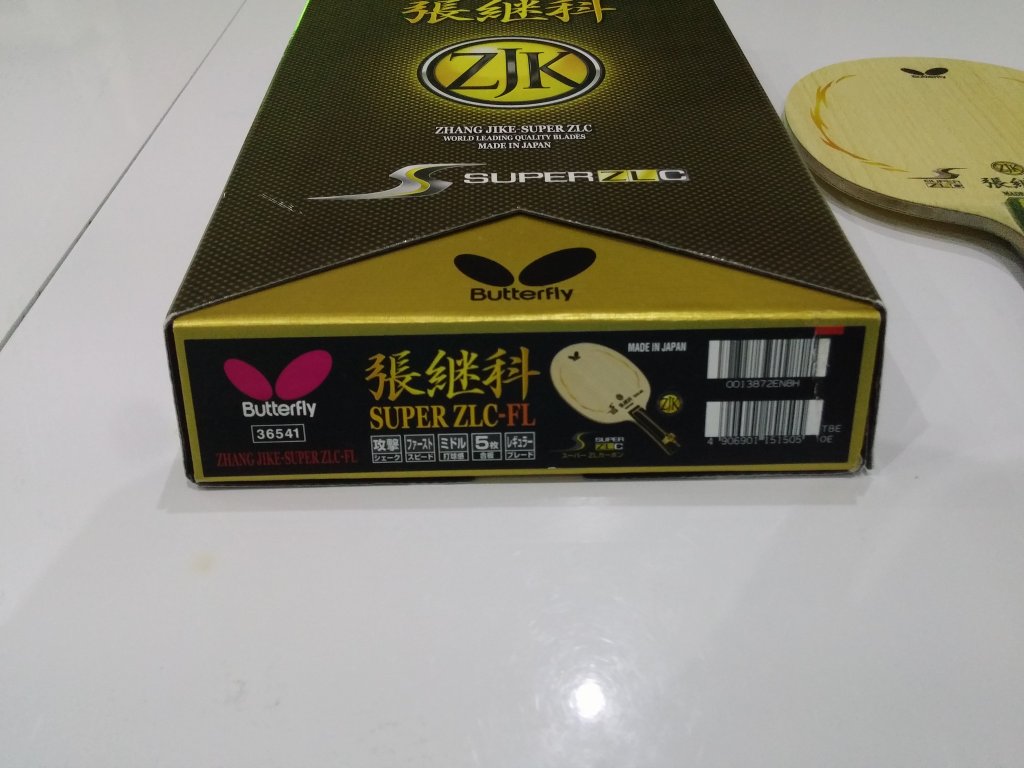 張継科
ZJK
ZHANG JIKE-SUPER ZLC
WORLD LEADING QUALITY BLADES
MADE IN JAPAN
SUPER ZLC
Butterfly
Butterfly
36541
ZHANG JIKE-SUPER ZLC-FL
張継科
SUPER ZLC-FL
攻撃
シェーク
ファースト
スピード
ミドル
打球感
5枚
合板
レギュラー
ブレード
SUPER
ZLC
スーパー ZLカーボン
ZJK
MADE IN JAPAN
0013872EN8H
4 906901 151505
T8E
0E
Butterfly
ZJK
張継